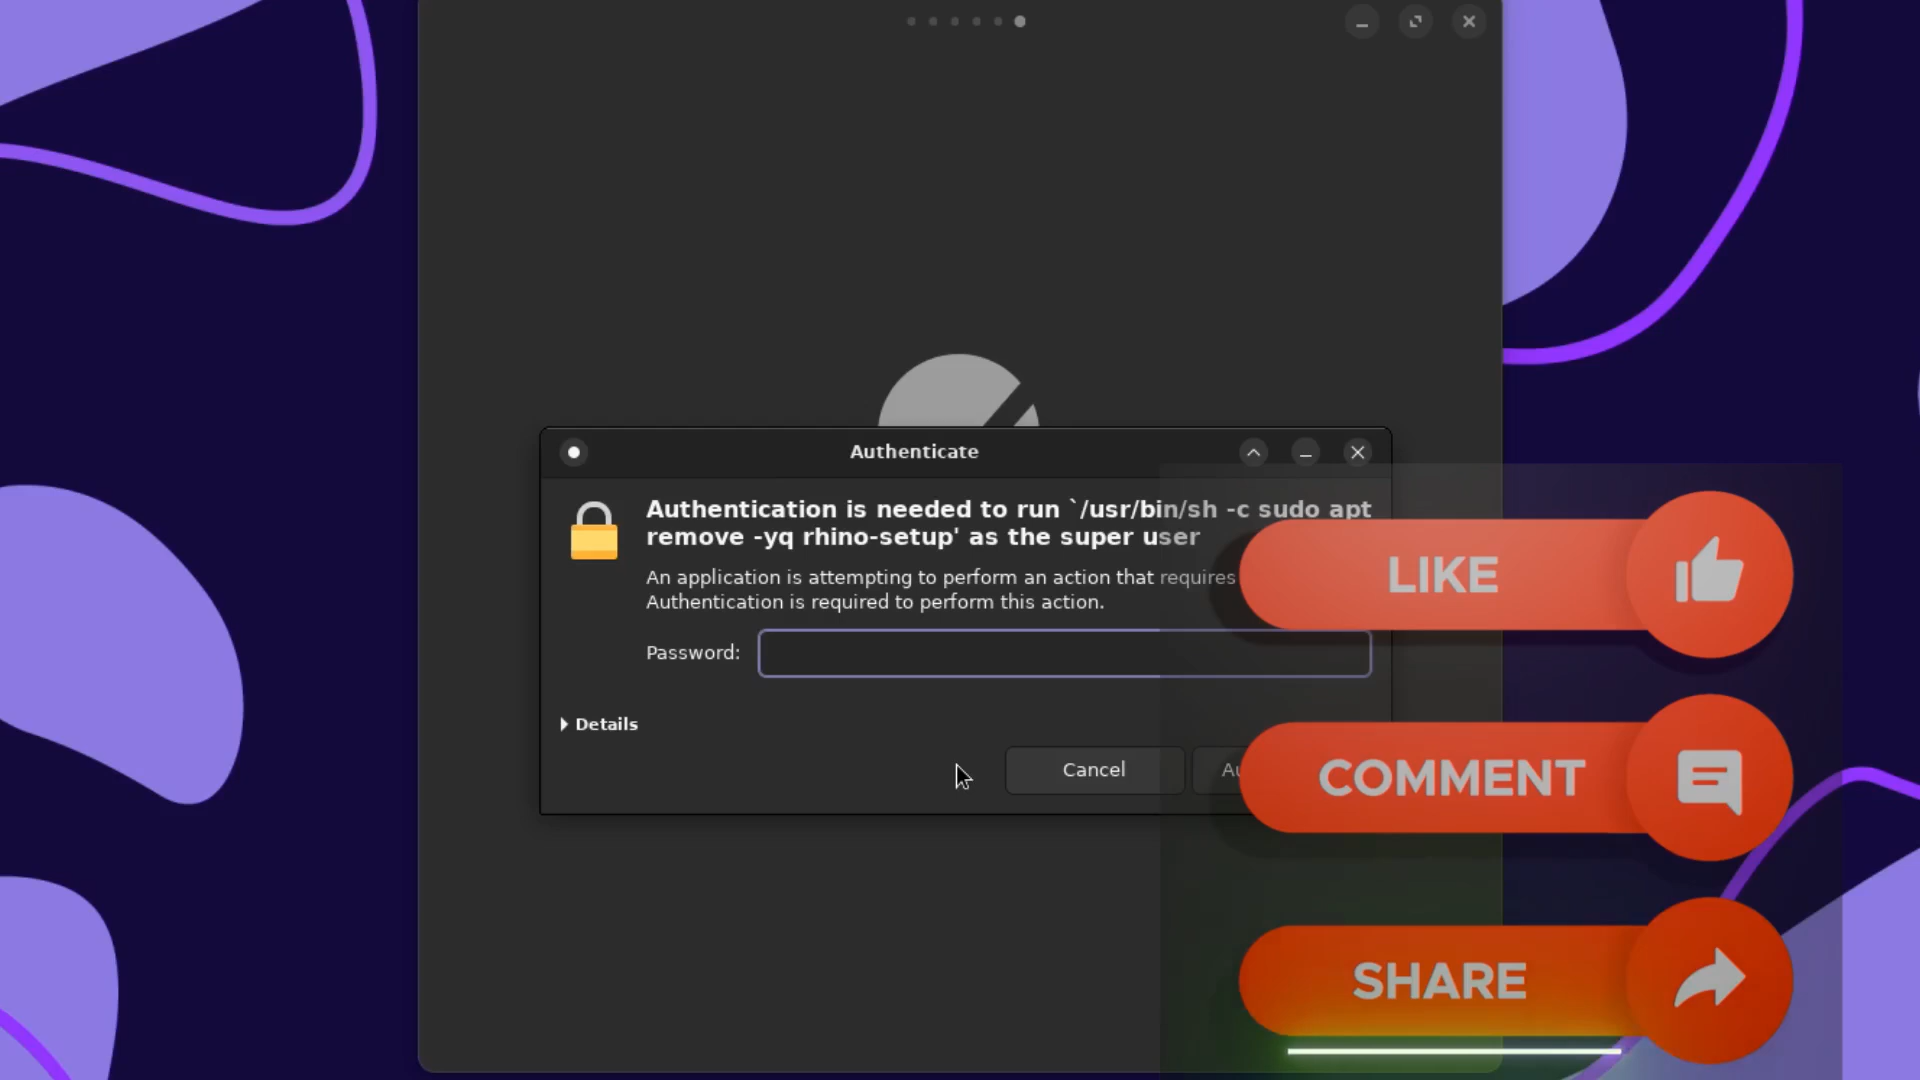 Authenticate
Authentication is needed to run `/usr/bin/sh -c sudo apt
remove -yq rhino-setup' as the super user
An application is attempting to perform an action that requires
Authentication is required to perform this action.
Password:
Details
Cancel
Au
LIKE
COMMENT
SHARE